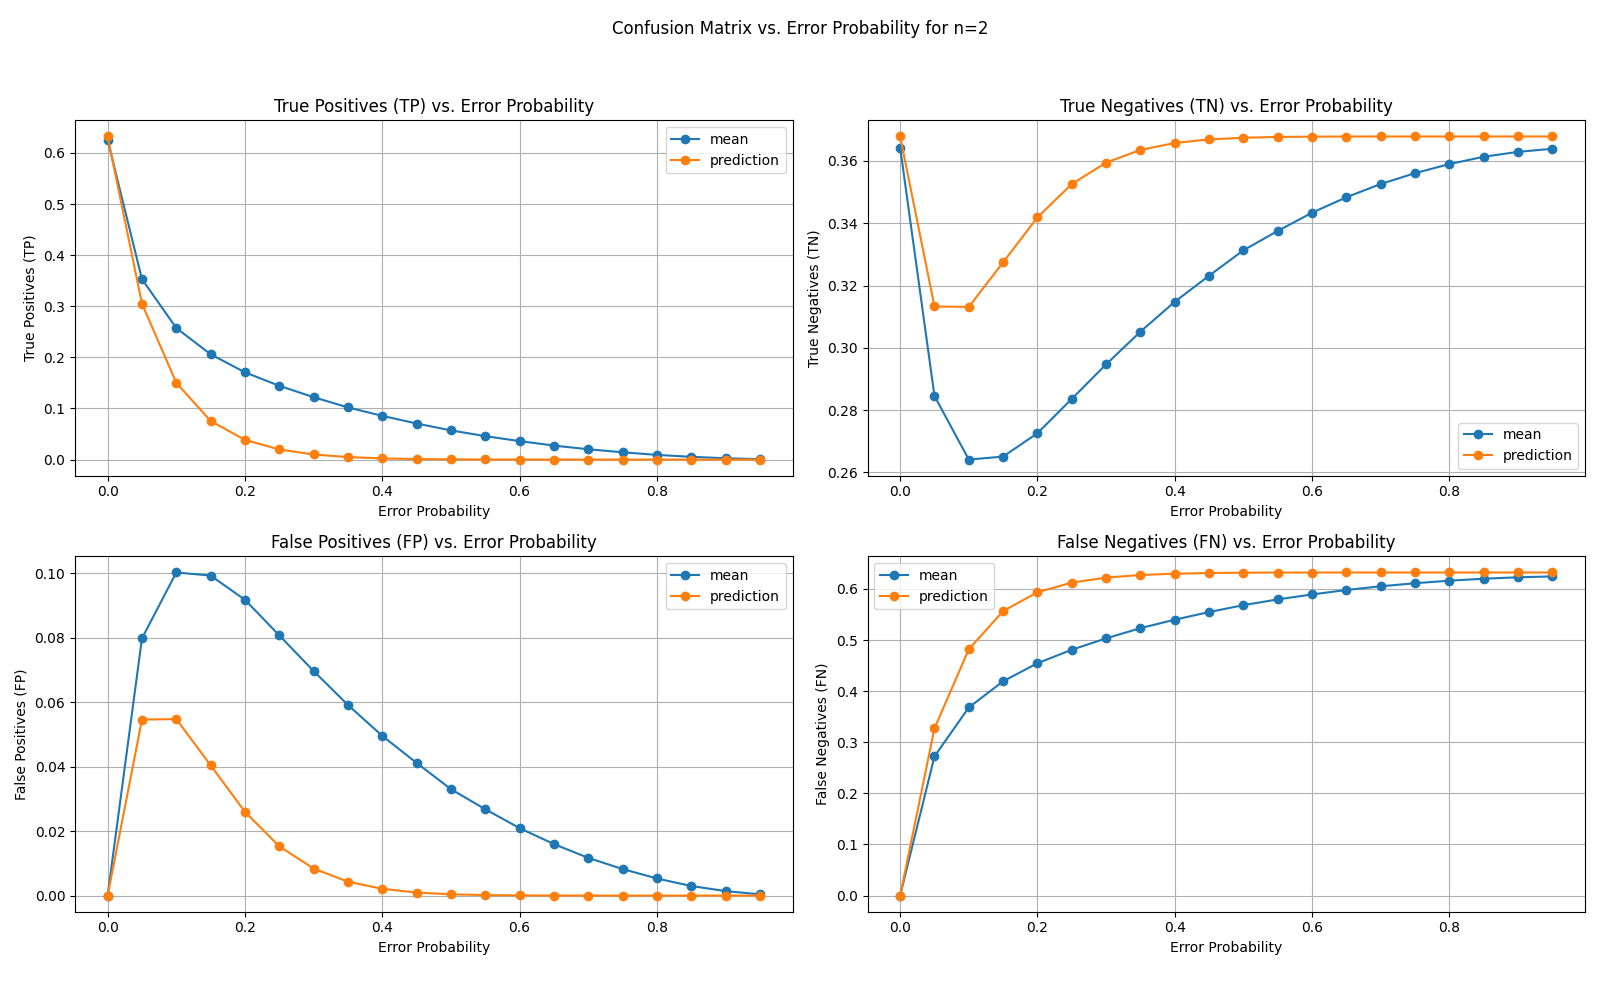 Confusion Matrix vs. Error Probability for n=2
True Positives (TP) vs. Error Probability
True Positives (TP)
0.6
0.5
0.4
0.3
0.2
0.1
0.0
mean
prediction
0.0 0.2 0.4 0.6 0.8
Error Probability
True Negatives (TN) vs. Error Probability
True Negatives (TN)
0.36
0.34
0.32
0.30
0.28
0.26
mean
prediction
0.0 0.2 0.4 0.6 0.8
Error Probability
False Positives (FP) vs. Error Probability
False Positives (FP)
0.10
0.08
0.06
0.04
0.02
0.00
mean
prediction
0.0 0.2 0.4 0.6 0.8
Error Probability
False Negatives (FN) vs. Error Probability
False Negatives (FN)
0.6
0.5
0.4
0.3
0.2
0.1
0.0
mean
prediction
0.0 0.2 0.4 0.6 0.8
Error Probability